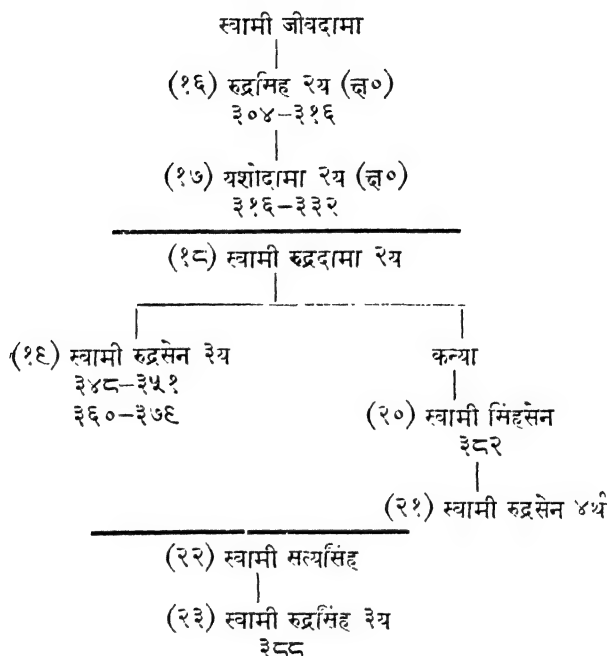 स्वामी जीवदामा
(१६) रुद्रसिंह २य (क्ष०)
३०४–३१६
(१७) यशोदामा २य (क्ष०)
३१६–३३२
(१८) स्वामी रुद्रदामा २य
(१९) स्वामी रुद्रसेन ३य
३४८–३५१
३६०–३७९
कन्या
(२०) स्वामी सिंहसेन
३८२
(२१) स्वामी रुद्रसेन ४र्थ
(२२) स्वामी सत्यसिंह
(२३) स्वामी रुद्रसिंह ३य
३८८